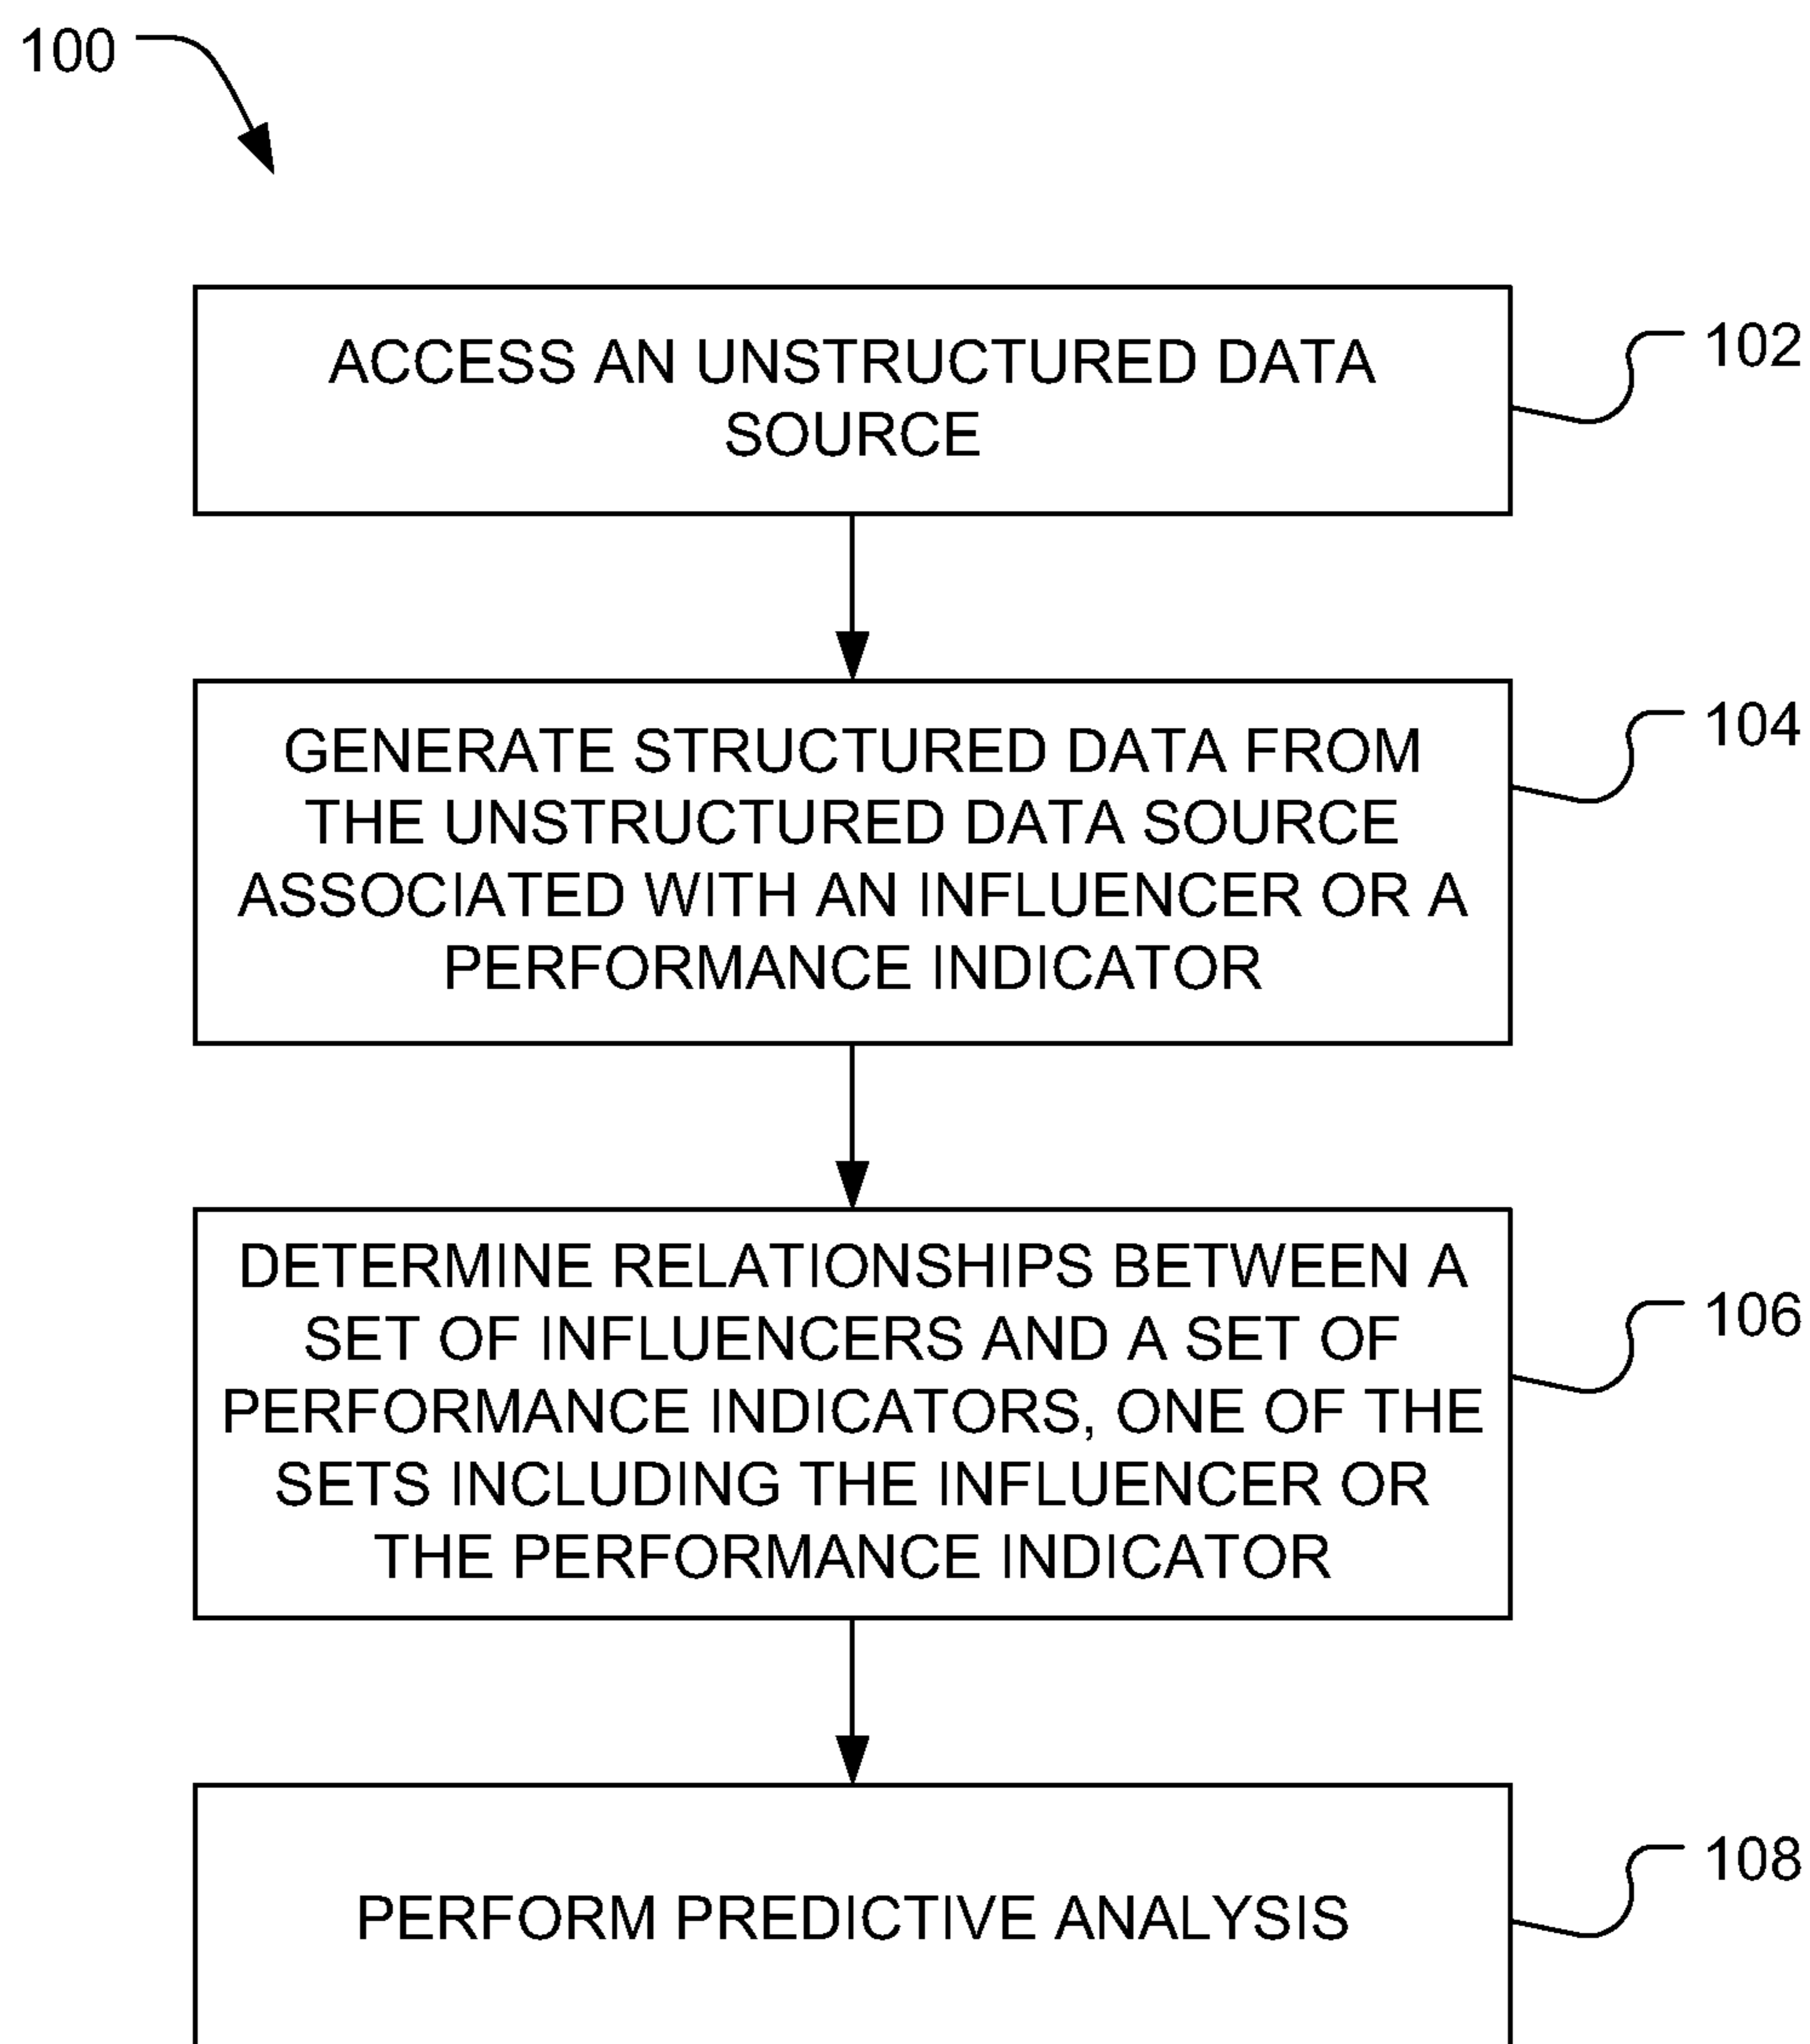 100
ACCESS AN UNSTRUCTURED DATA
SOURCE
102
GENERATE STRUCTURED DATA FROM
THE UNSTRUCTURED DATA SOURCE
ASSOCIATED WITH AN INFLUENCER OR A
PERFORMANCE INDICATOR
104
DETERMINE RELATIONSHIPS BETWEEN A
SET OF INFLUENCERS AND A SET OF
PERFORMANCE INDICATORS, ONE OF THE
SETS INCLUDING THE INFLUENCER OR
THE PERFORMANCE INDICATOR
106
PERFORM PREDICTIVE ANALYSIS
108